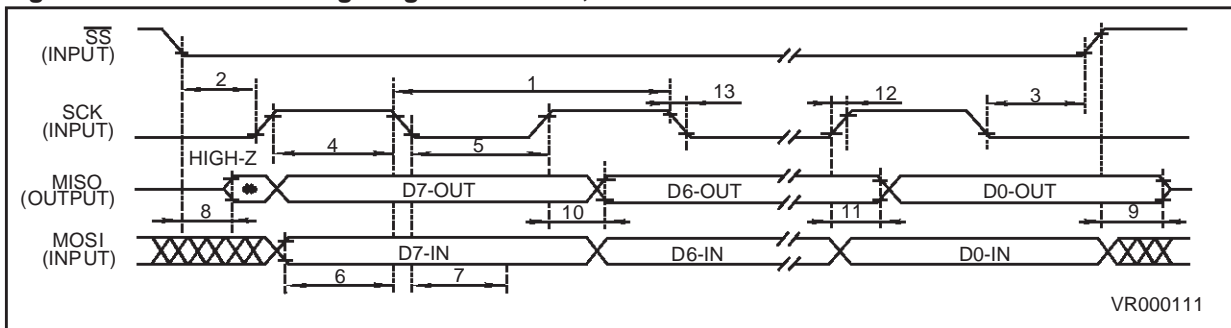 SS
(INPUT)
2
1
13
12
3
SCK
(INPUT)
4
5
HIGH-Z
MISO
(OUTPUT)
D7-OUT
D6-OUT
D0-OUT
8
10
11
9
MOSI
(INPUT)
D7-IN
D6-IN
D0-IN
6
7
VR000111